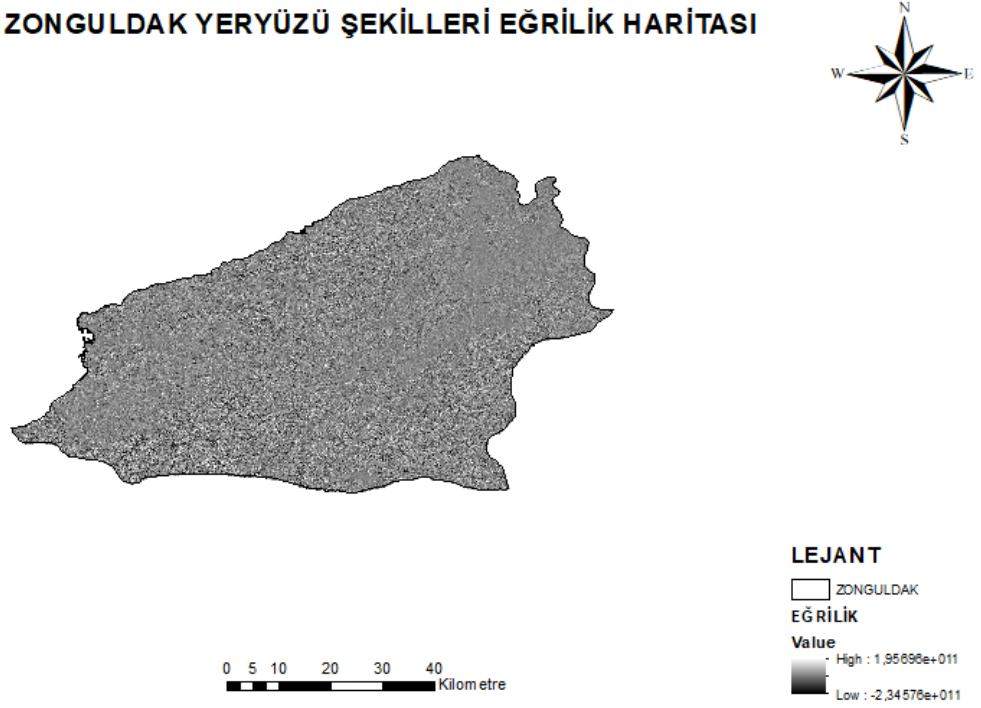 ZONGULDAK YERYÜZÜ ŞEKİLLERİ EĞRİLİK HARİTASI
N
W E
S
LEJANT
ZONGULDAK
EĞRİLİK
Value
High : 1,95696e+011
Low : -2,34576e+011
0 5 10 20 30 40
Kilometre